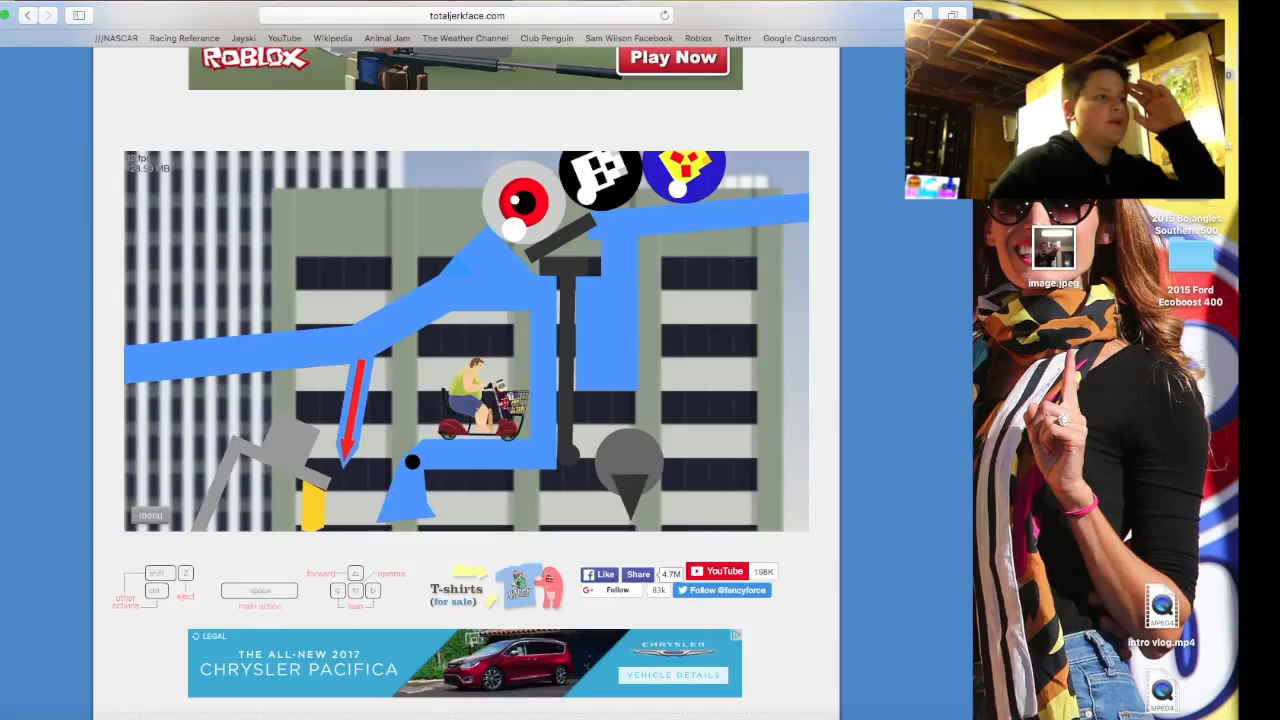 totaljerkface.com
///NASCAR Racing Referance Jayski YouTube Wikipedia Animal Jam The Weather Channel Club Penguin Sam Wilson Facebook Roblox Twitter Google Classroom
ROBLOX
Play Now
2015 Bojangles
Southern 500
image.jpeg
2015 Ford
Ecoboost 400
menu
shift Z
ctrl
eject
other
actions
space
main action
forward
reverse
lean
T-shirts
(for sale)
Like Share 4.7M YouTube 198K
G+ Follow 83k Follow @fancyforce
LEGAL
THE ALL-NEW 2017
CHRYSLER PACIFICA
CHRYSLER
VEHICLE DETAILS
MPEG4
intro vlog.mp4
MPEG4